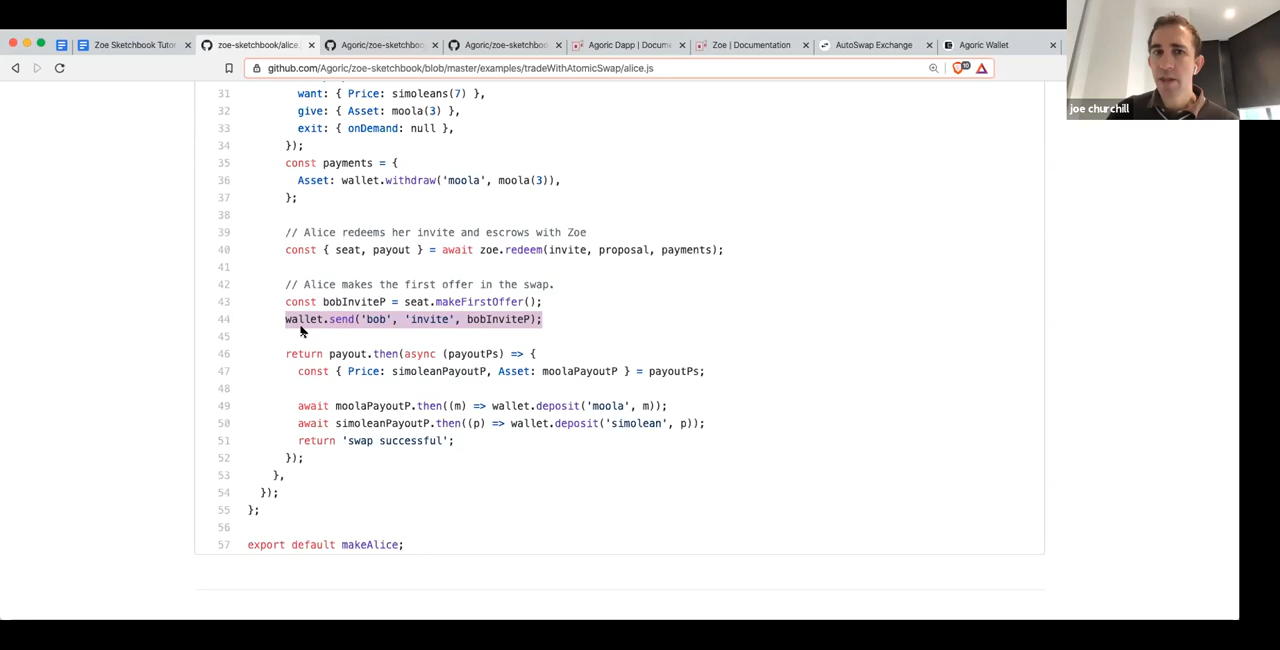 Zoe Sketchbook Tutor
zoe-sketchbook/alice.
Agoric/zoe-sketchboo
Agoric/zoe-sketchbod
Agoric Dapp | Docume
Zoe | Documentation
AutoSwap Exchange
Agoric Wallet
github.com/Agoric/zoe-sketchbook/blob/master/examples/tradeWithAtomicSwap/alice.js
10
joe churchill
31 want: { Price: simoleans(7) },
32 give: { Asset: moola(3) },
33 exit: { onDemand: null },
34 });
35 const payments = {
36 Asset: wallet.withdraw('moola', moola(3)),
37 };
38
39 // Alice redeems her invite and escrows with Zoe
40 const { seat, payout } = await zoe.redeem(invite, proposal, payments);
41
42 // Alice makes the first offer in the swap.
43 const bobInviteP = seat.makeFirstOffer();
44 wallet.send('bob', 'invite', bobInviteP);
45
46 return payout.then(async (payoutPs) => {
47 const { Price: simoleanPayoutP, Asset: moolaPayoutP } = payoutPs;
48
49 await moolaPayoutP.then((m) => wallet.deposit('moola', m));
50 await simoleanPayoutP.then((p) => wallet.deposit('simolean', p));
51 return 'swap successful';
52 });
53 },
54 });
55 };
56
57 export default makeAlice;